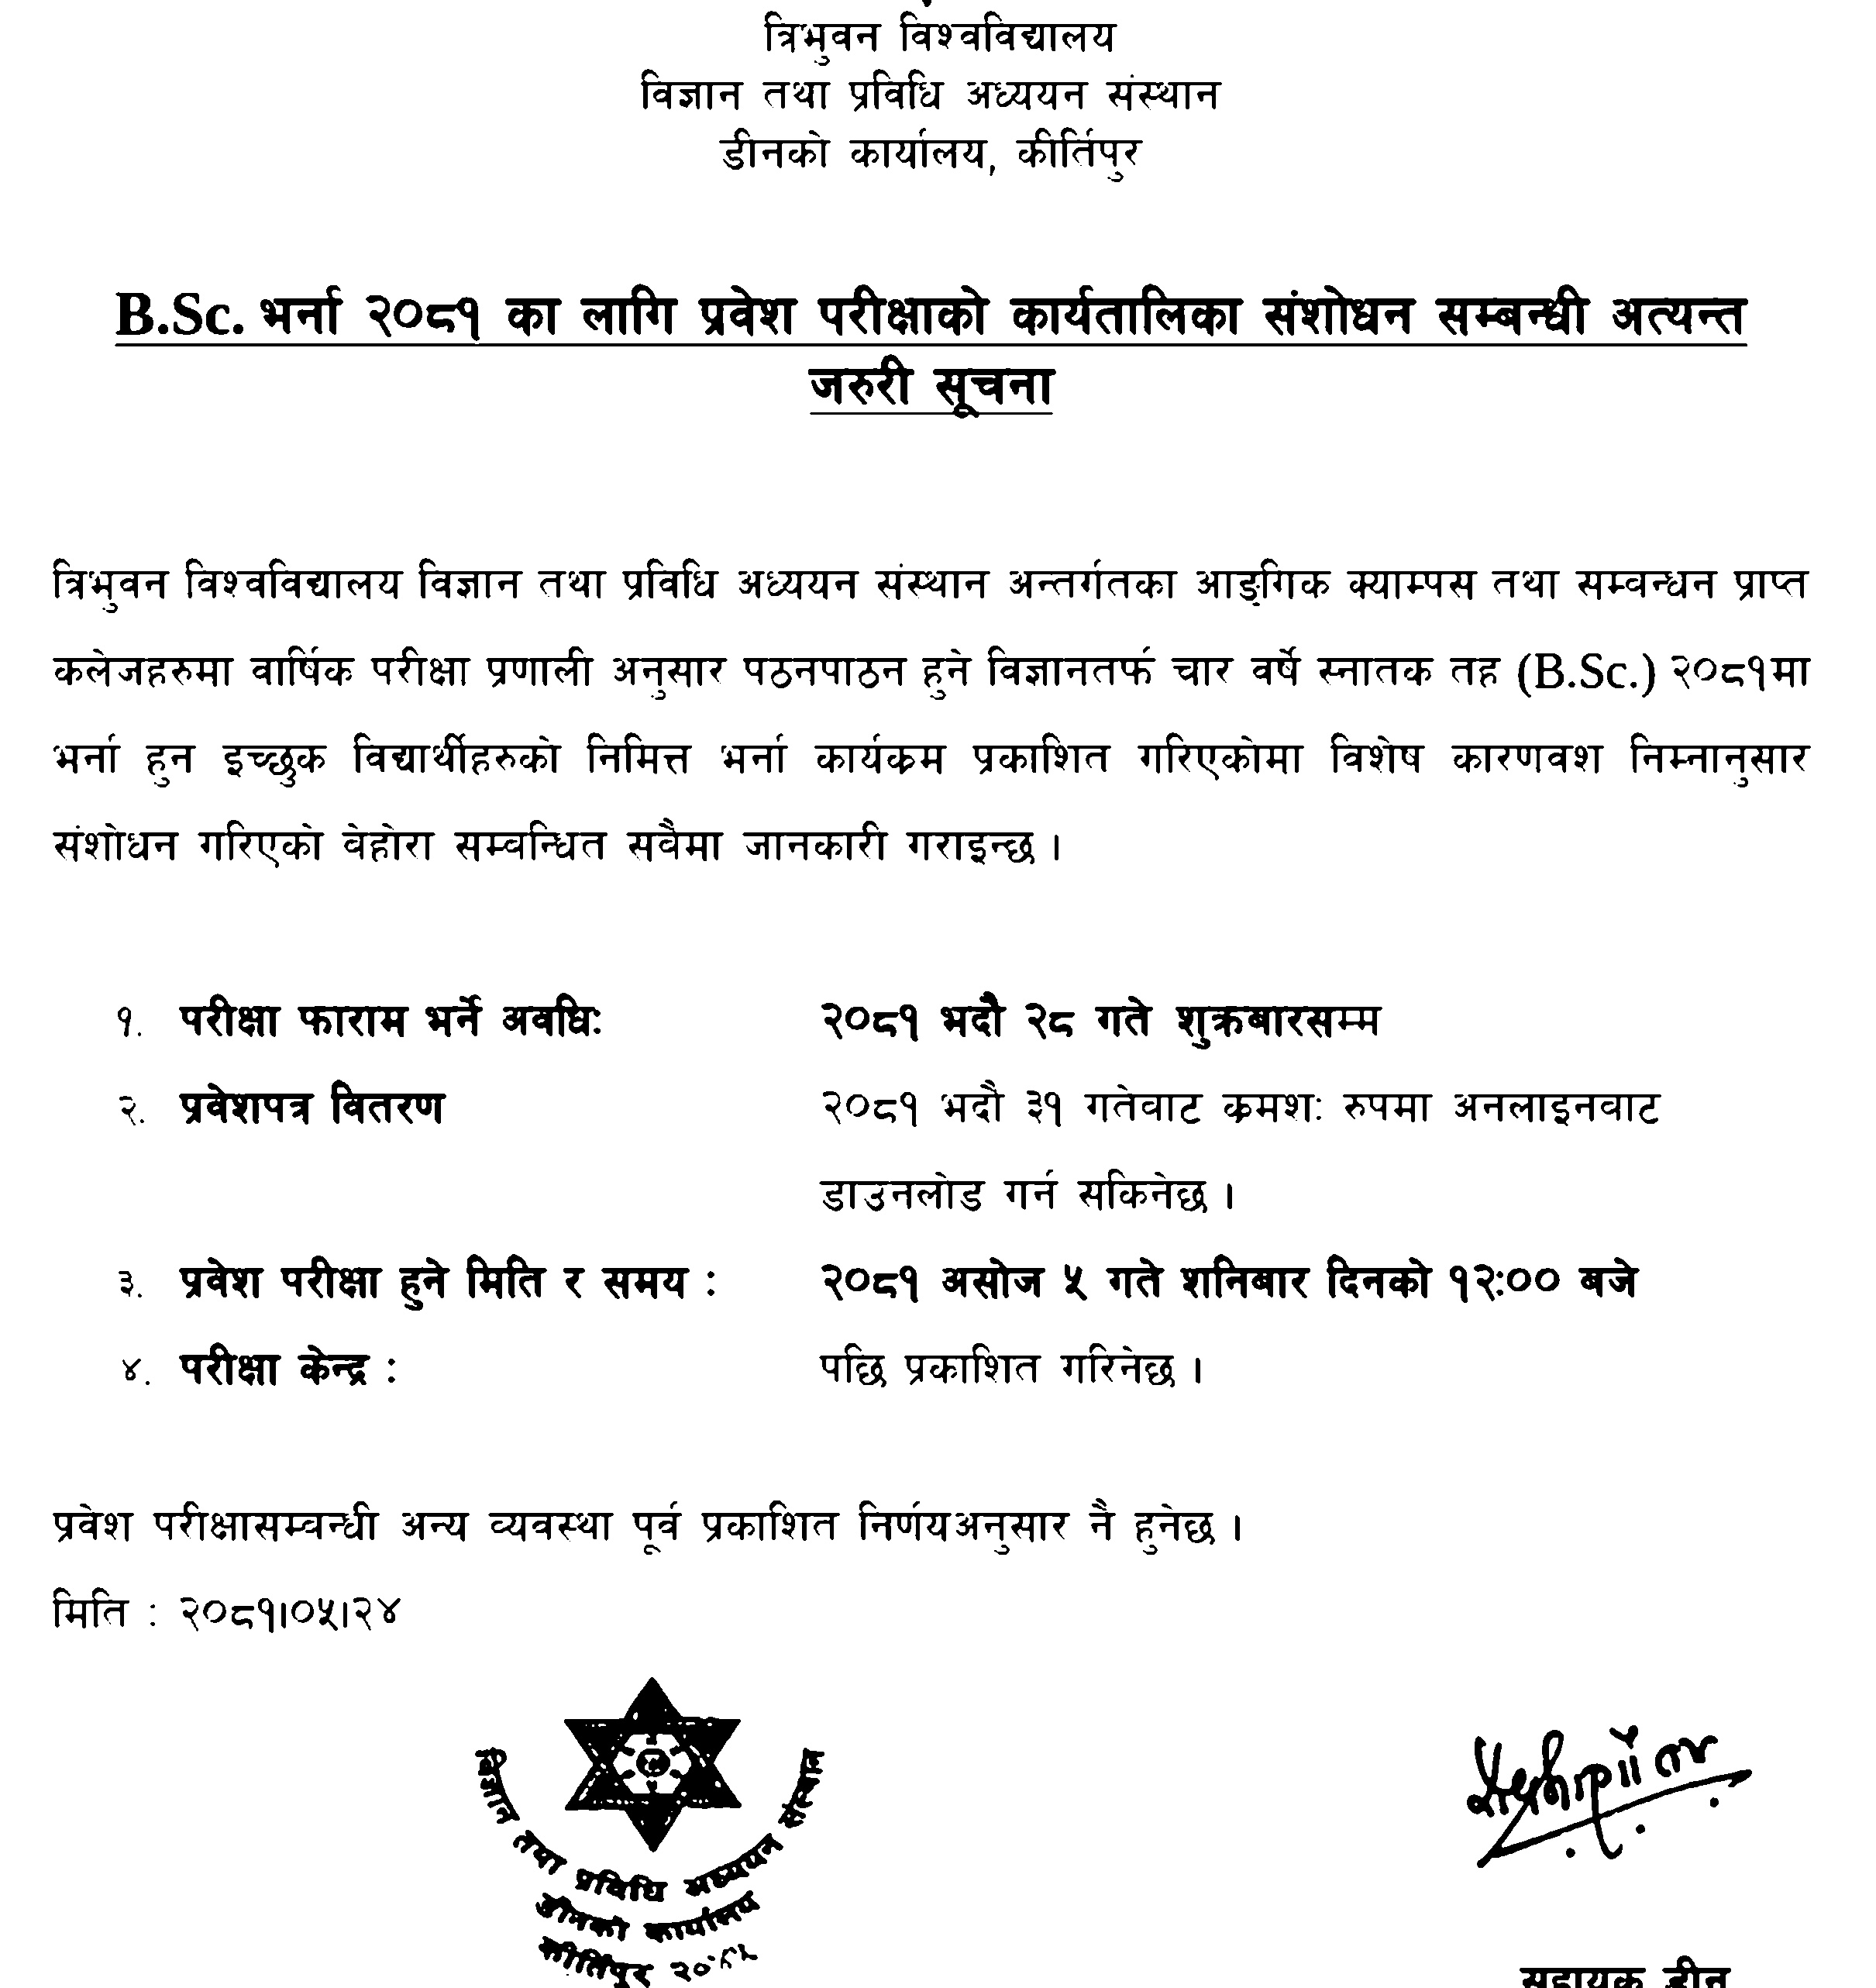 त्रिभुवन विश्वविद्यालय
विज्ञान तथा प्रविधि अध्ययन संस्थान
डीनको कार्यालय, कीर्तिपुर
B.Sc. भर्ना २०८१ का लागि प्रवेश परीक्षाको कार्यतालिका संशोधन सम्बन्धी अत्यन्त
जरुरी सूचना
त्रिभुवन विश्वविद्यालय विज्ञान तथा प्रविधि अध्ययन संस्थान अन्तर्गतका आङ्गिक क्याम्पस तथा सम्वन्धन प्राप्त
कलेजहरुमा वार्षिक परीक्षा प्रणाली अनुसार पठनपाठन हुने विज्ञानतर्फ चार वर्षे स्नातक तह (B.Sc.) २०८१मा
भर्ना हुन इच्छुक विद्यार्थीहरुको निमित्त भर्ना कार्यक्रम प्रकाशित गरिएकोमा विशेष कारणवश निम्नानुसार
संशोधन गरिएको वेहोरा सम्वन्धित सवैमा जानकारी गराइन्छ ।
१. परीक्षा फाराम भर्ने अवधिः २०८१ भदौ २८ गते शुक्रबारसम्म
२. प्रवेशपत्र वितरण २०८१ भदौ ३१ गतेवाट क्रमशः रुपमा अनलाइनवाट
डाउनलोड गर्न सकिनेछ ।
३. प्रवेश परीक्षा हुने मिति र समय : २०८१ असोज ५ गते शनिबार दिनको १२:०० बजे
४. परीक्षा केन्द्र : पछि प्रकाशित गरिनेछ ।
प्रवेश परीक्षासम्वन्धी अन्य व्यवस्था पूर्व प्रकाशित निर्णयअनुसार नै हुनेछ ।
मिति : २०८१।०५।२४
विज्ञान तथा प्रविधि अध्ययन संस्थान
डीनको कार्यालय
कीर्तिपुर
सहायक डीन